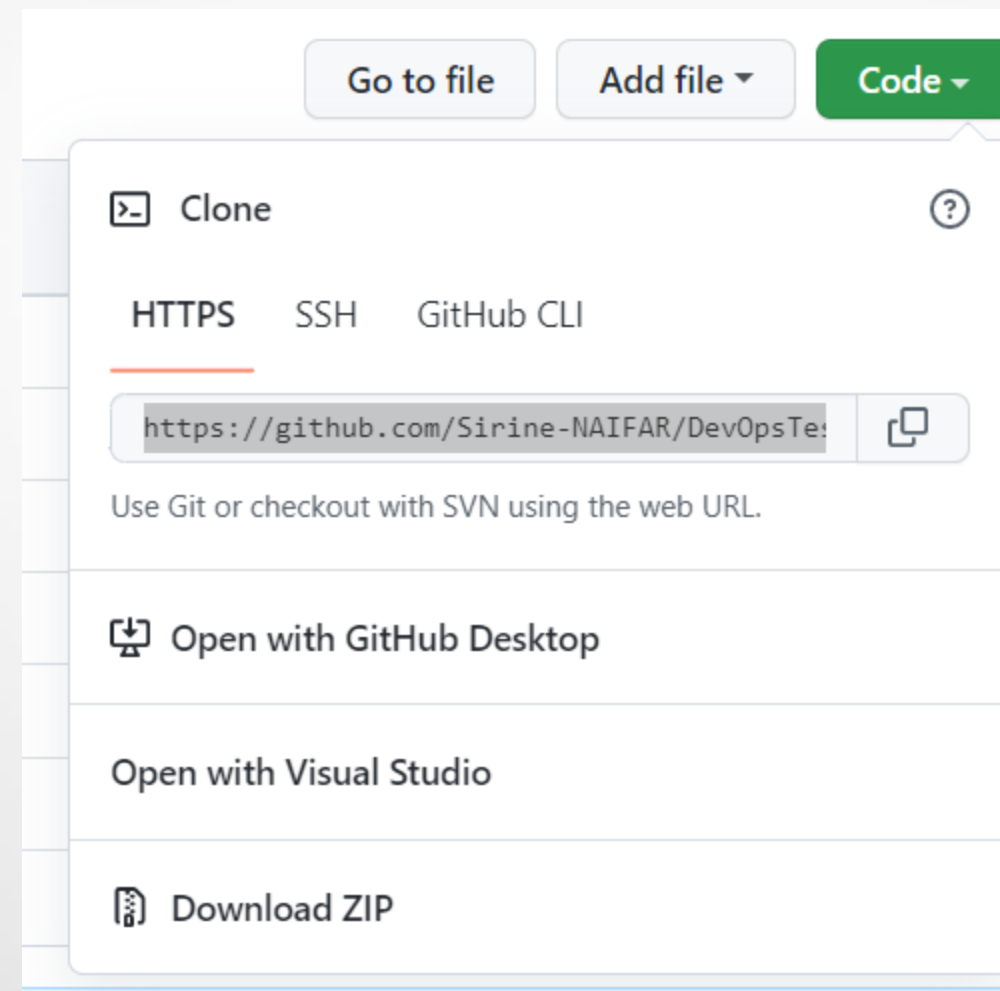 Go to file
Add file
Code
Clone
HTTPS SSH GitHub CLI
https://github.com/Sirine-NAIFAR/DevOpsTes
Use Git or checkout with SVN using the web URL.
Open with GitHub Desktop
Open with Visual Studio
Download ZIP